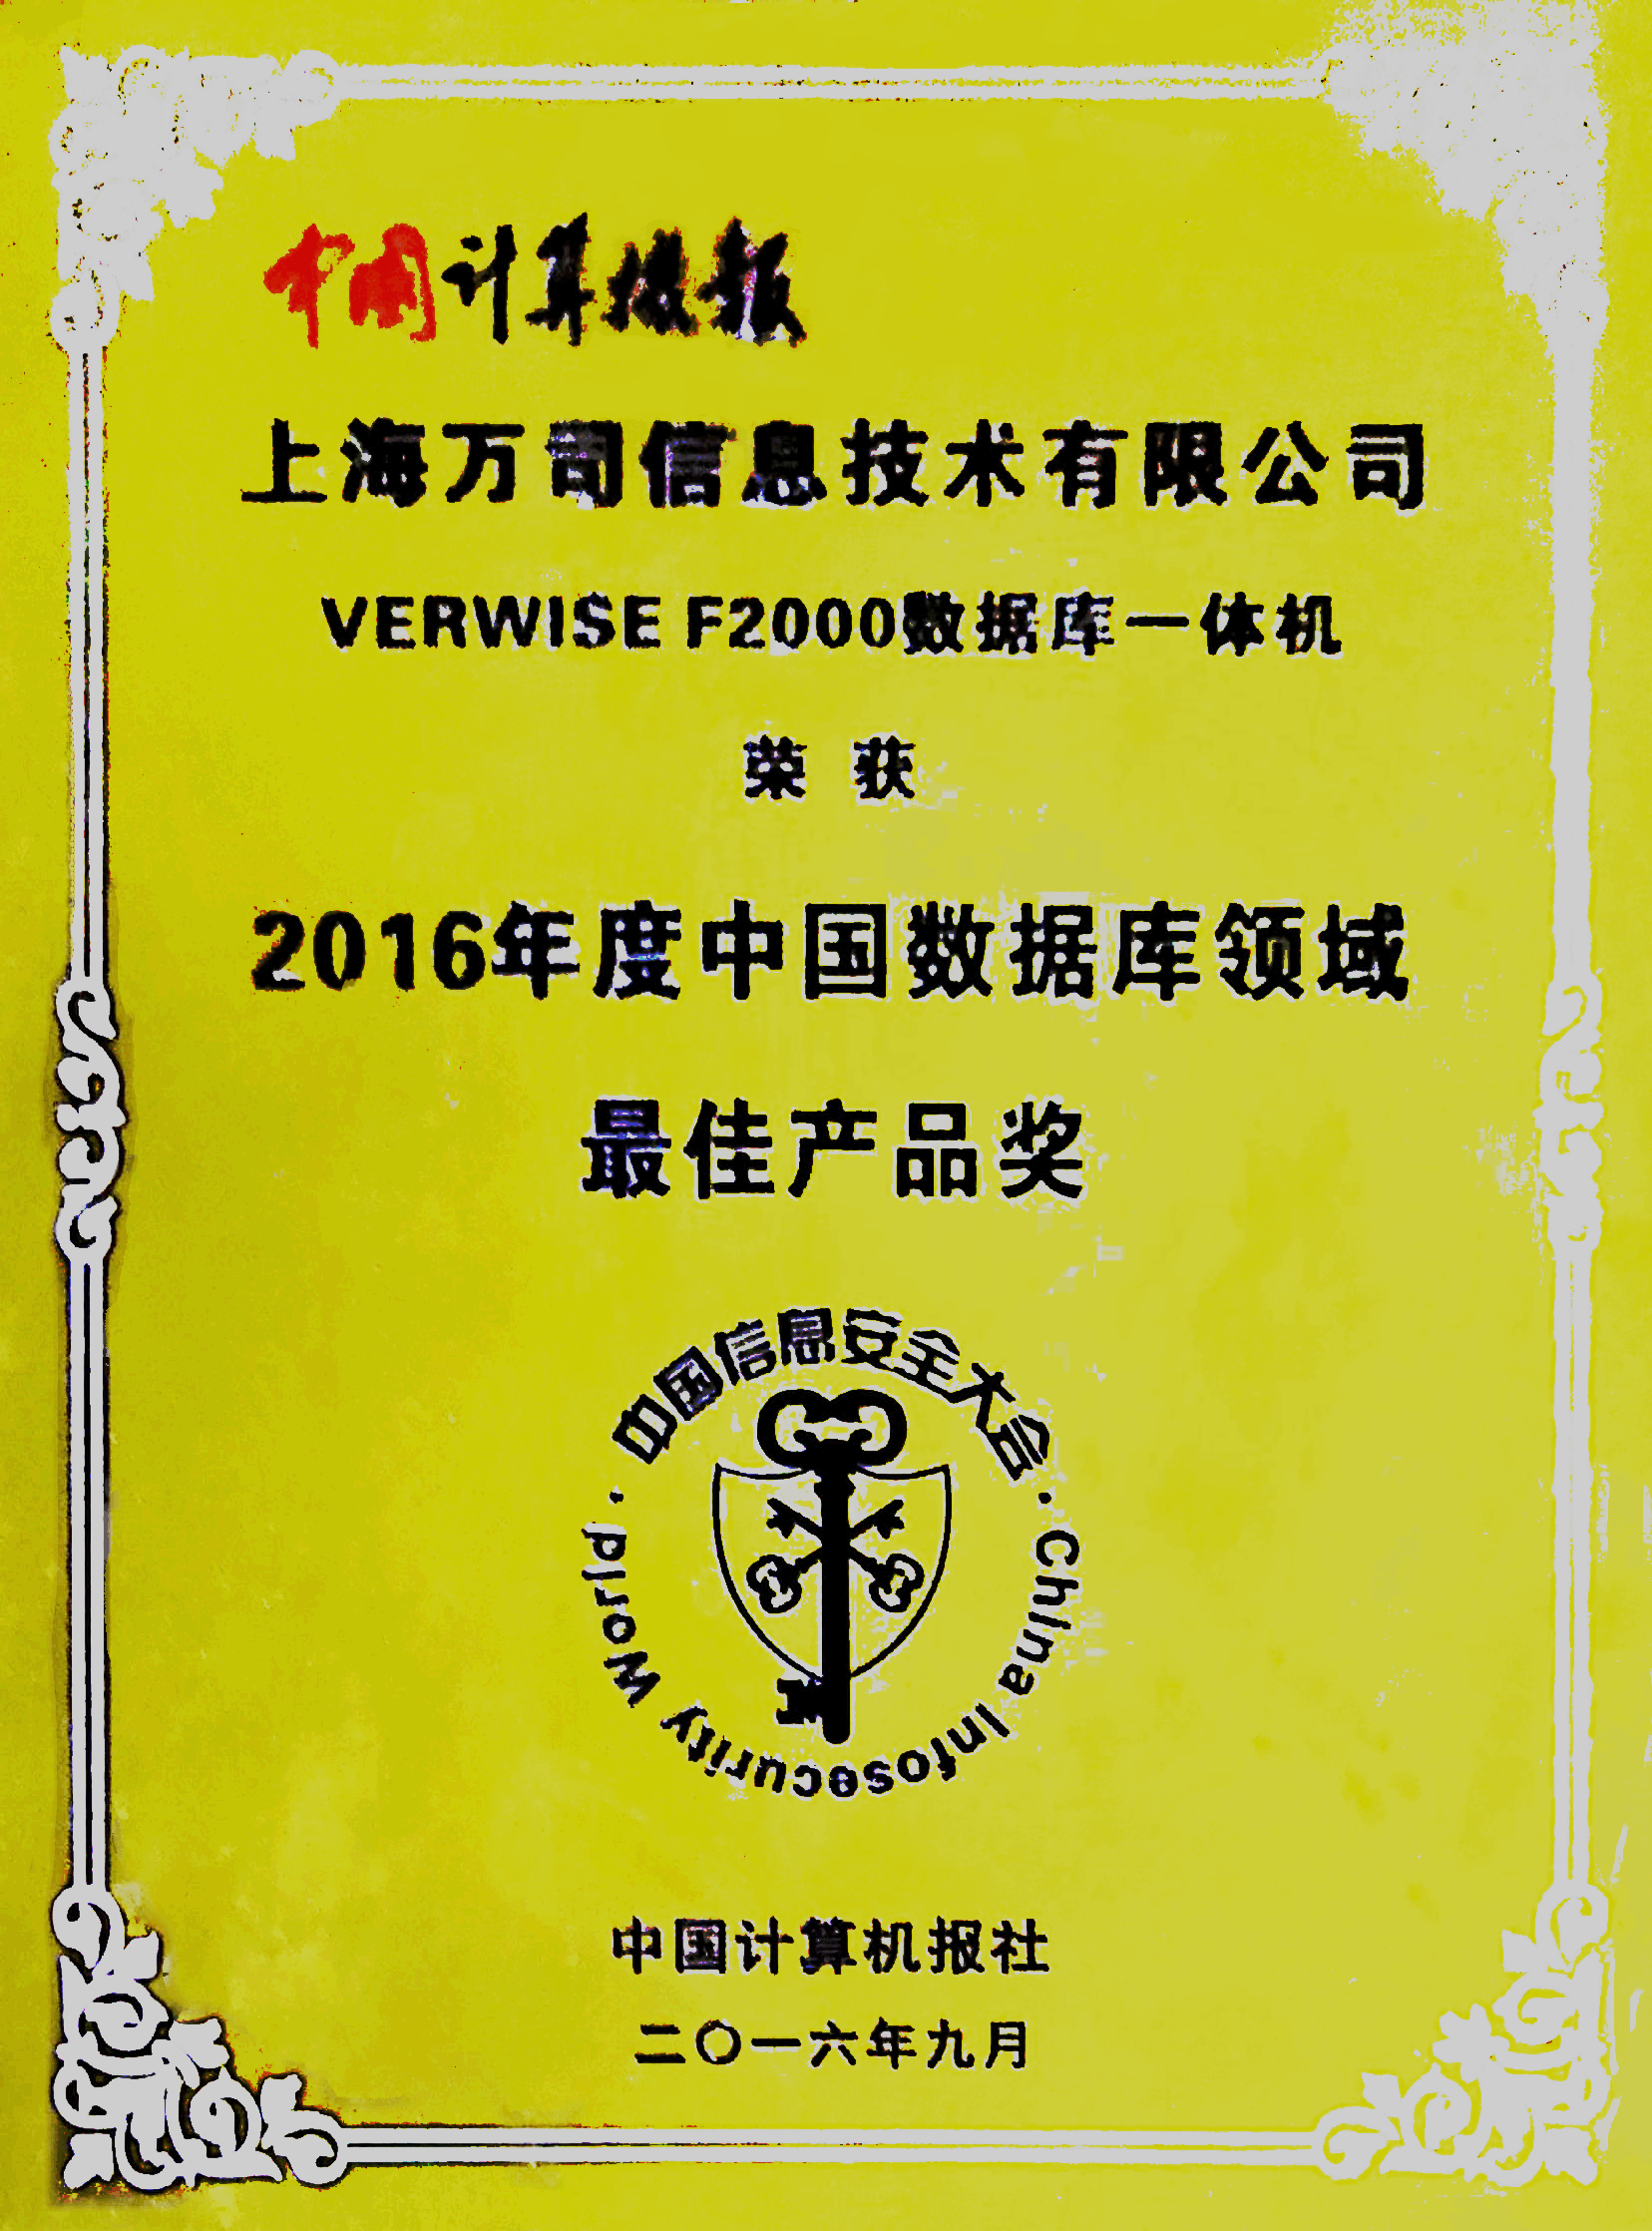 中国计算机报
上海万司信息技术有限公司
VERWISE F2000数据库一体机
荣 获
2016年度中国数据库领域
最佳产品奖
·中国信息安全大会·China Infosecurity World
中国计算机报社
二〇一六年九月